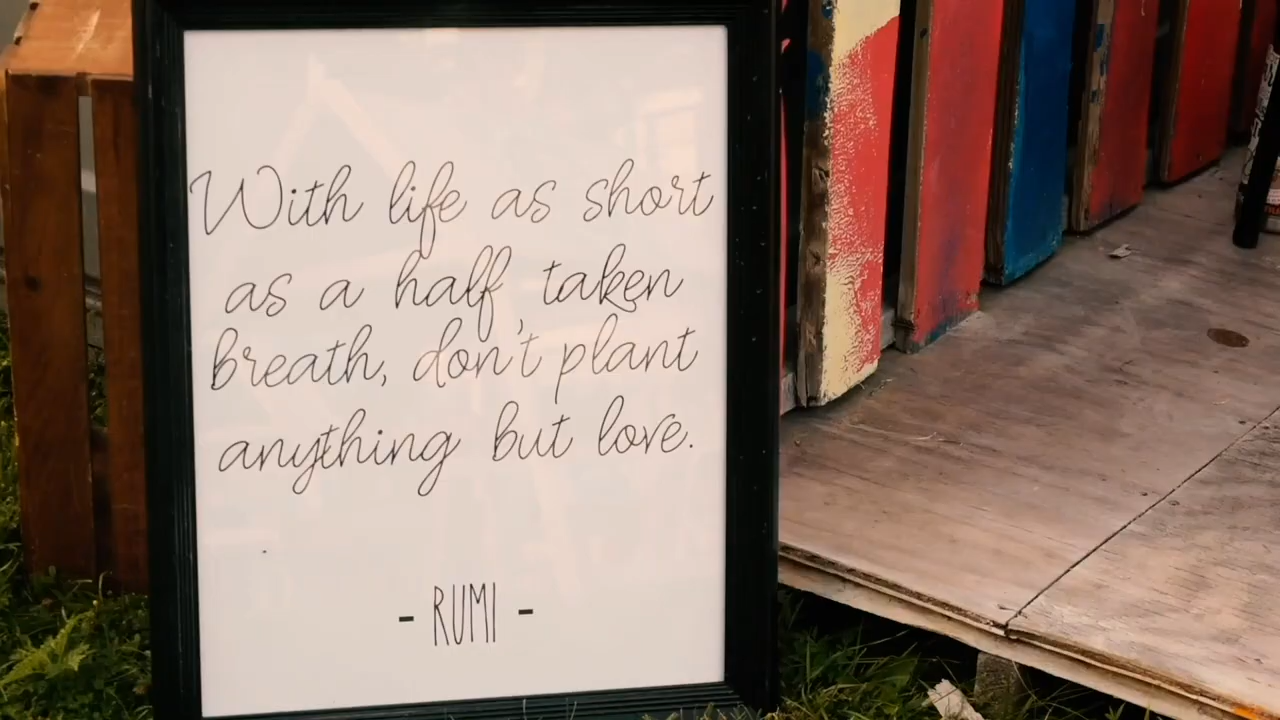 With life as short
as a half taken
breath, don't plant
anything but love.
- RUMI -